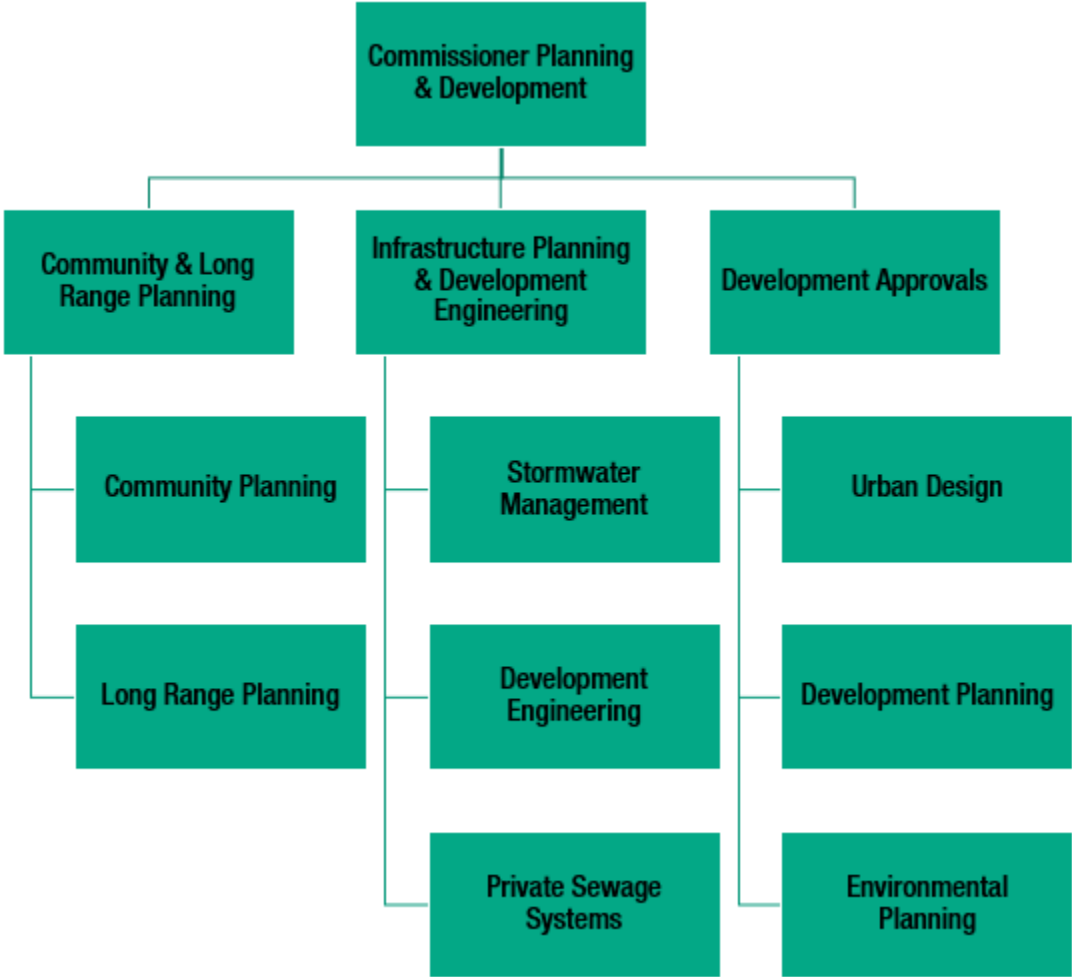 Commissioner Planning
& Development
Community & Long
Range Planning
Infrastructure Planning
& Development
Engineering
Development Approvals
Community Planning
Stormwater
Management
Urban Design
Long Range Planning
Development
Engineering
Development Planning
Private Sewage
Systems
Environmental
Planning